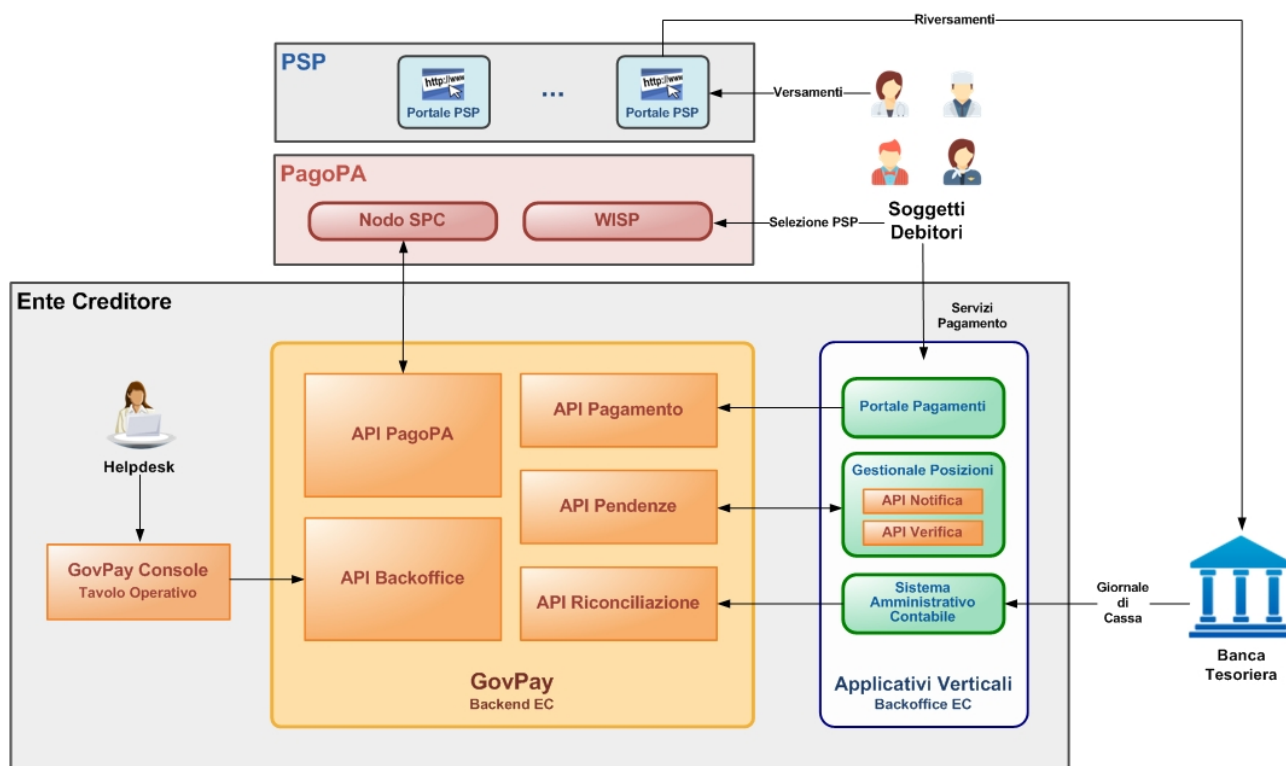 Riversamenti
PSP
http://www
Portale PSP
...
http://www
Portale PSP
Versamenti
PagoPA
Nodo SPC
WISP
Selezione PSP
Soggetti
Debitori
Ente Creditore
Servizi
Pagamento
Helpdesk
GovPay Console
Tavolo Operativo
API PagoPA
API Backoffice
API Pagamento
API Pendenze
API Riconciliazione
GovPay
Backend EC
Portale Pagamenti
Gestionale Posizioni
API Notifica
API Verifica
Sistema
Amministrativo
Contabile
Applicativi Verticali
Backoffice EC
Giornale
di
Cassa
Banca
Tesoriera